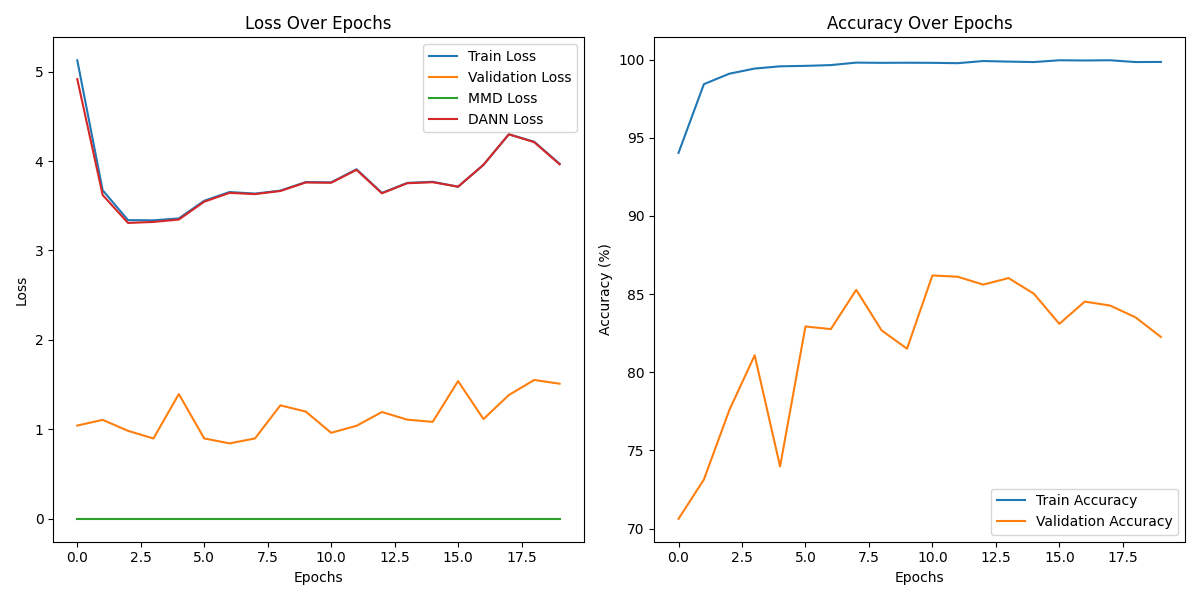 Loss Over Epochs
Train Loss
Validation Loss
MMD Loss
DANN Loss
5
4
3
2
1
0
Loss
0.0 2.5 5.0 7.5 10.0 12.5 15.0 17.5
Epochs
Accuracy Over Epochs
100
95
90
85
80
75
70
Accuracy (%)
Train Accuracy
Validation Accuracy
0.0 2.5 5.0 7.5 10.0 12.5 15.0 17.5
Epochs